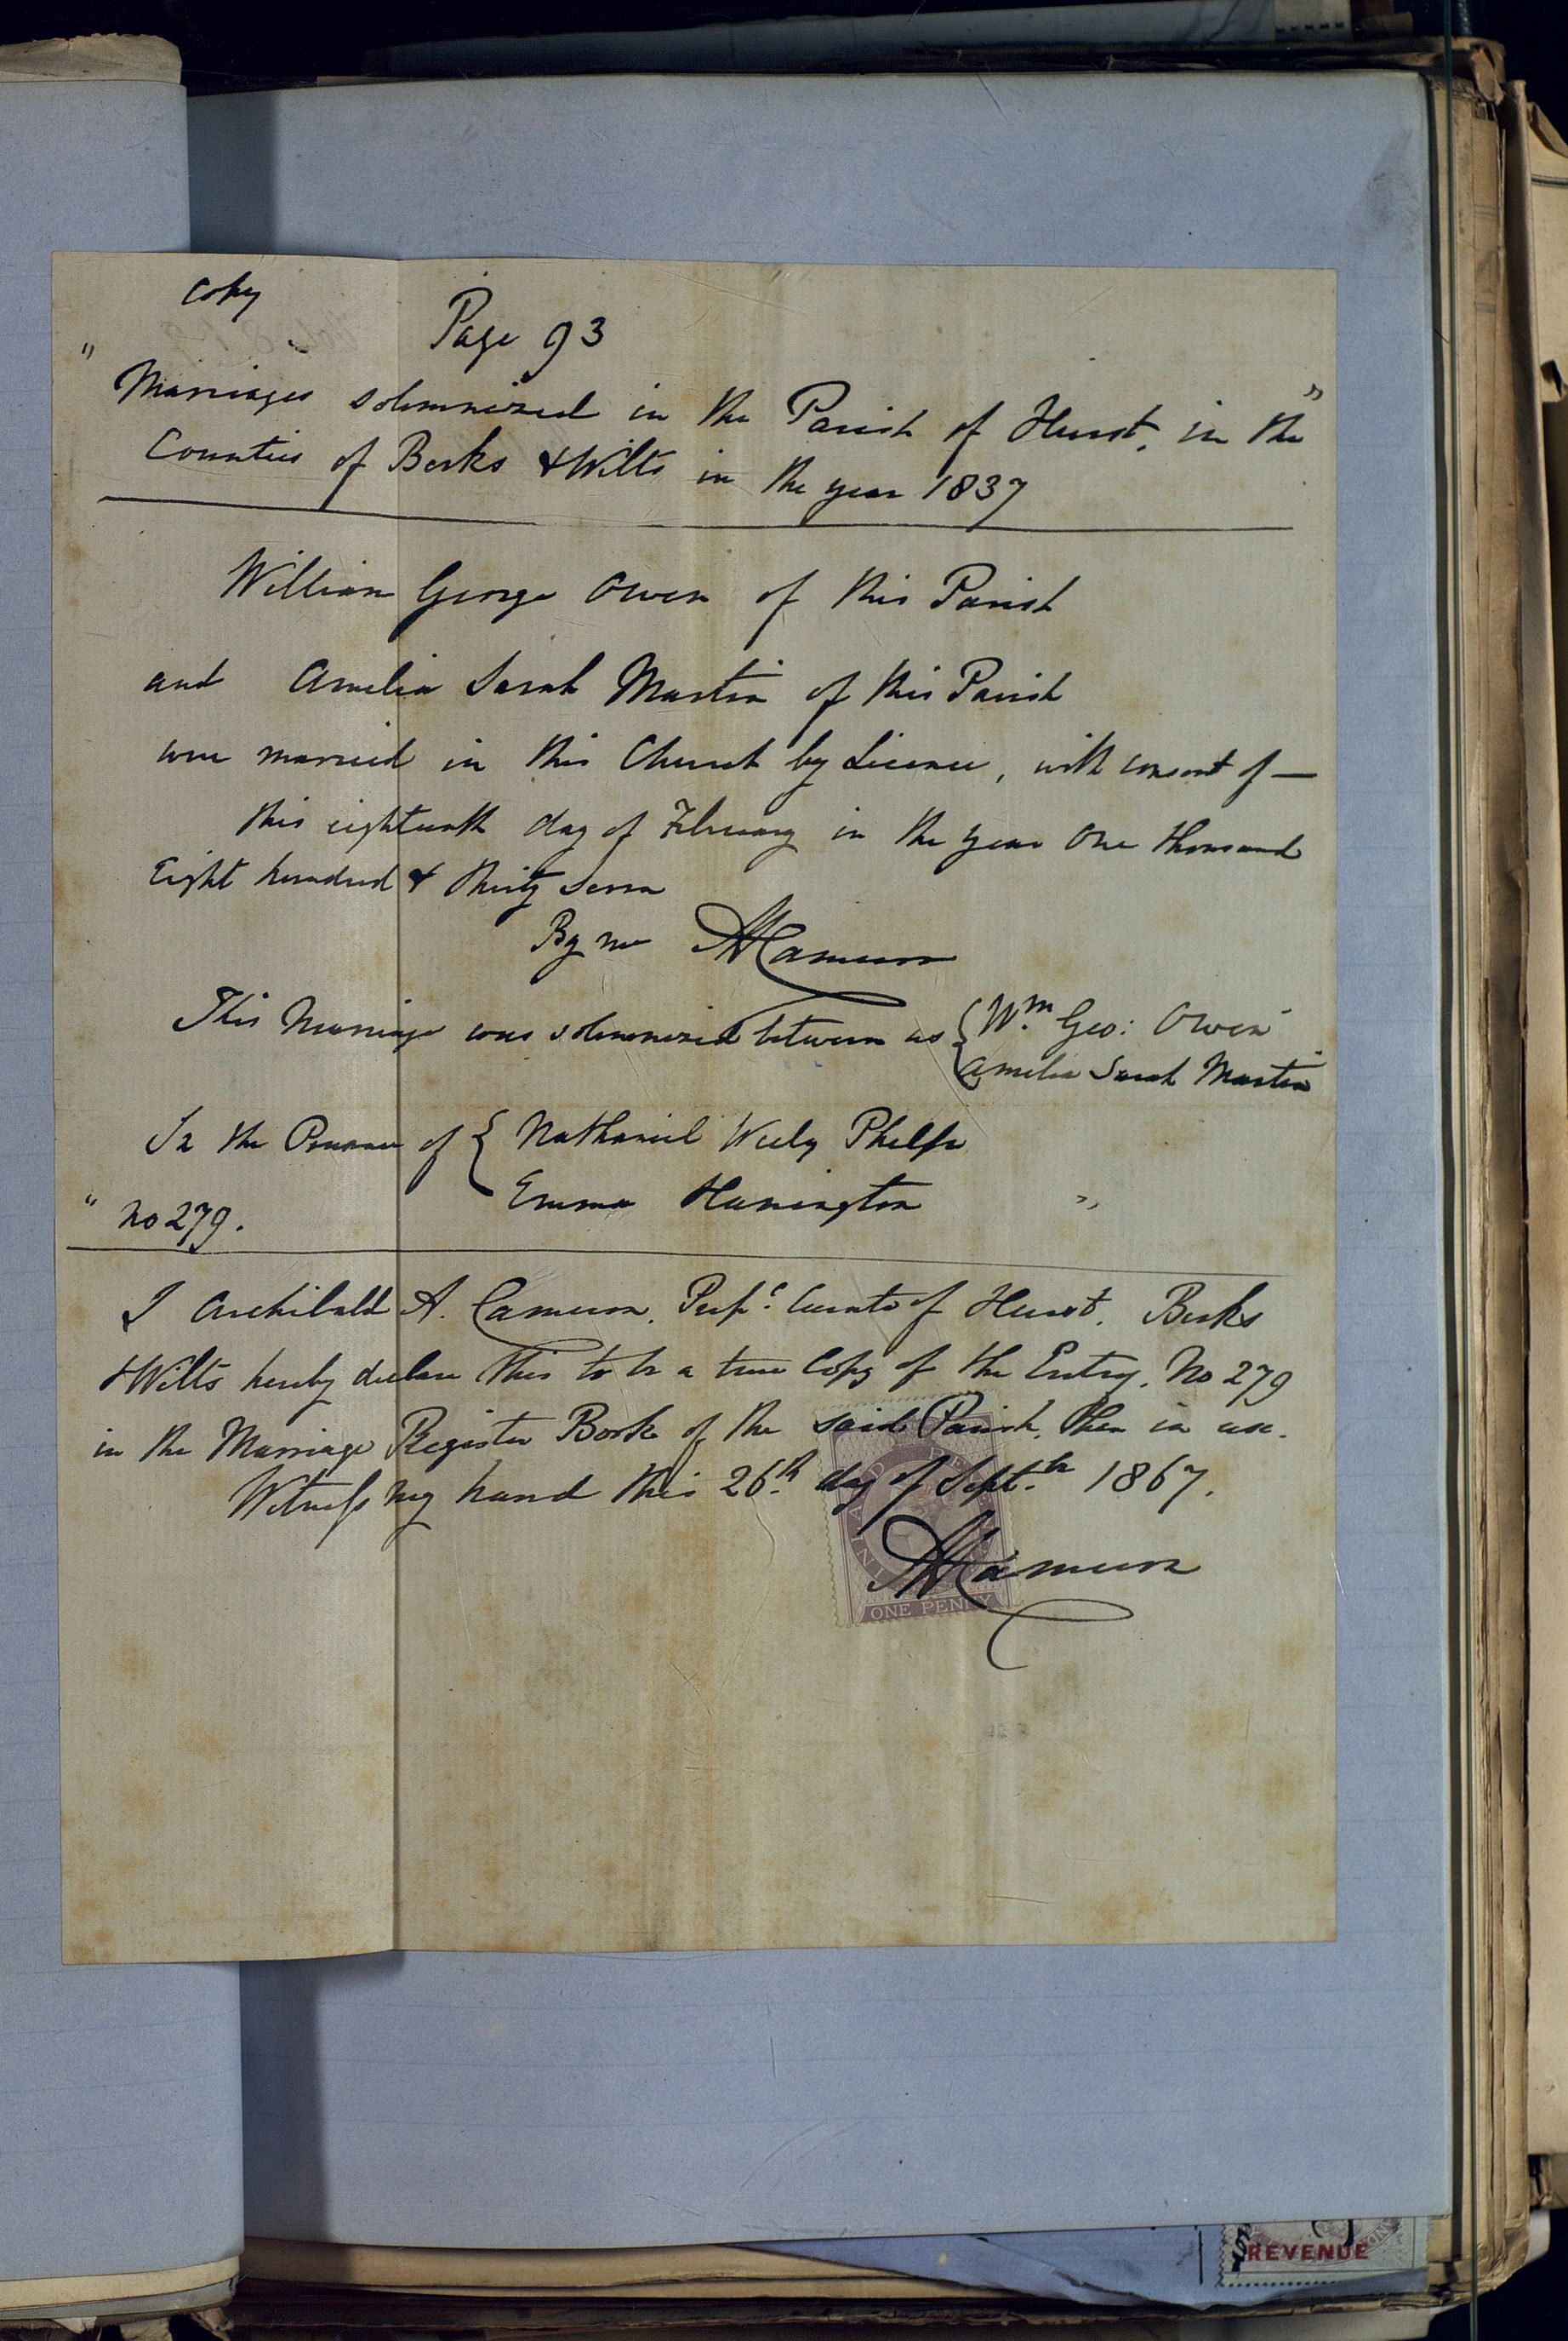 Copy
Page 93
" Marriages solemnized in the Parish of Hurst, in the "
Counties of Berks & Wilts in the year 1837
William George Owen of this Parish
and Amelia Sarah Martin of this Parish
were married in this Church by Licence, with consent of —
this eighteenth day of February in the year One thousand
Eight hundred & thirty seven
By me AACameron
This Marriage was solemnized between us { Wm. Geo: Owen
Amelia Sarah Martin
In the Presence of { Nathaniel Phelps
Emma "
" No 279.
I Archibald A. Cameron, Perpl. Curate of Hurst, Berks
& Wilts hereby declare this to be a true Copy of the Entry, No 279
in the Marriage Register Book of the said Parish, then in use.
Witness my hand this 26th. day of Septbr. 1867.
AACameron
ONE PENNY
REVENUE